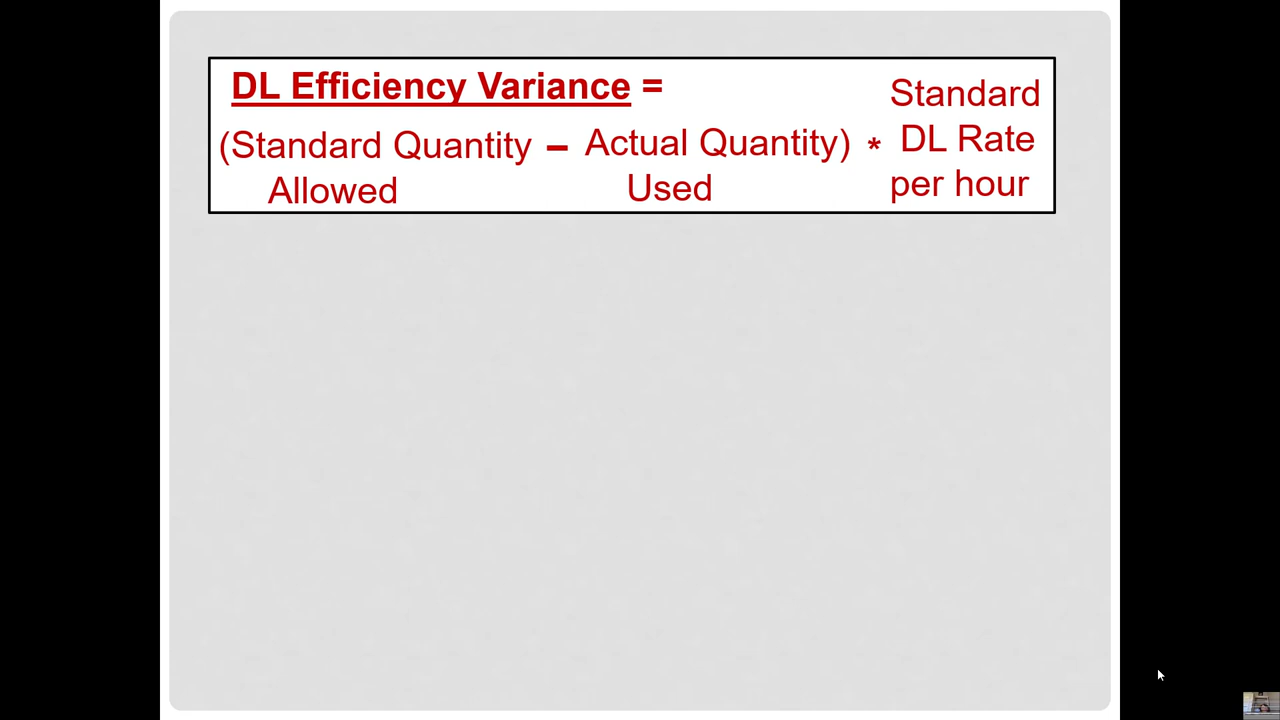 DL Efficiency Variance =
(Standard Quantity Allowed – Actual Quantity) Used * Standard DL Rate per hour